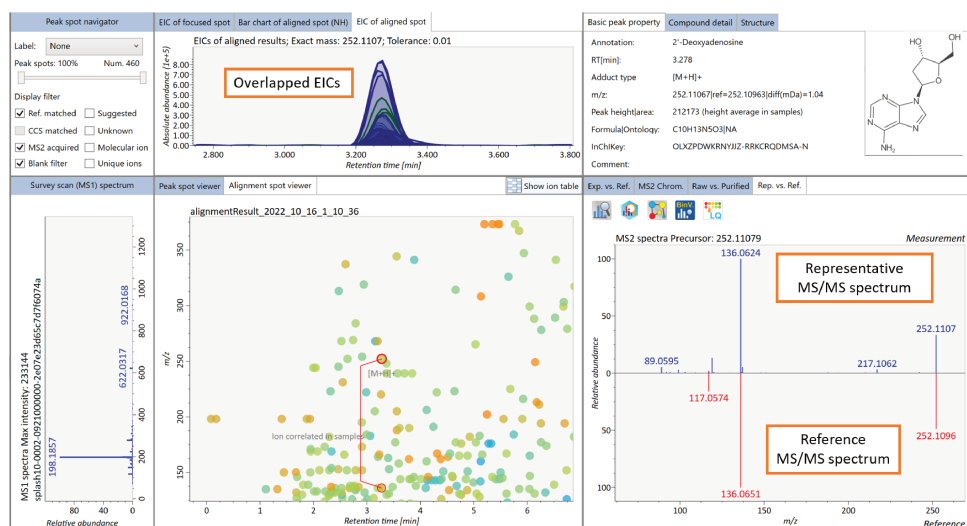 Peak spot navigator
Label: None
Peak spots: 100% Num. 460
Display filter
Ref. matched Suggested
CCS matched Unknown
MS2 acquired Molecular ion
Blank filter Unique ions
EIC of focused spot Bar chart of aligned spot (NH) EIC of aligned spot
EICs of aligned results; Exact mass: 252.1107; Tolerance: 0.01
Absolute abundance (1e+5)
8.00
7.00
6.00
5.00
4.00
3.00
2.00
1.00
0.00
Overlapped EICs
2.800 3.000 3.200 3.400 3.600 3.800
Retention time [min]
Basic peak property Compound detail Structure
Annotation: 2'-Deoxyadenosine
RT[min]: 3.278
Adduct type [M+H]+
m/z: 252.11067|ref=252.10963|diff(mDa)=1.04
Peak height|area: 212173 (height average in samples)
Formula|Ontology: C10H13N5O3|NA
InChIKey: OLXZPDWKRNYJJZ-RRKCRQDMSA-N
Comment:
HO
OH
O
N
N
N
N
NH2
Survey scan (MS1) spectrum
MS1 spectra Max intensity: 233144
splash10-0002-0921000000-2e07e23d65c7d7f6074a
198.1857
622.0317
922.0168
0 200 400 600 800 1000 1200
80 40 0
Relative abundance
Peak spot viewer Alignment spot viewer Show ion table
alignmentResult_2022_10_16_1_10_36
m/z
350
300
250
200
150
[M+H]+
Ion correlated in samples
0 1 2 3 4 5 6
Retention time [min]
Exp. vs. Ref. MS2 Chrom. Raw vs. Purified Rep. vs. Ref.
BinV
LQ
MS2 spectra Precursor: 252.11079 Measurement
136.0624
Representative
MS/MS spectrum
252.1107
89.0595
217.1062
117.0574
252.1096
136.0651
Reference
MS/MS spectrum
Relative abundance
100
50
0
50
100
100 150 200 250
m/z
Reference